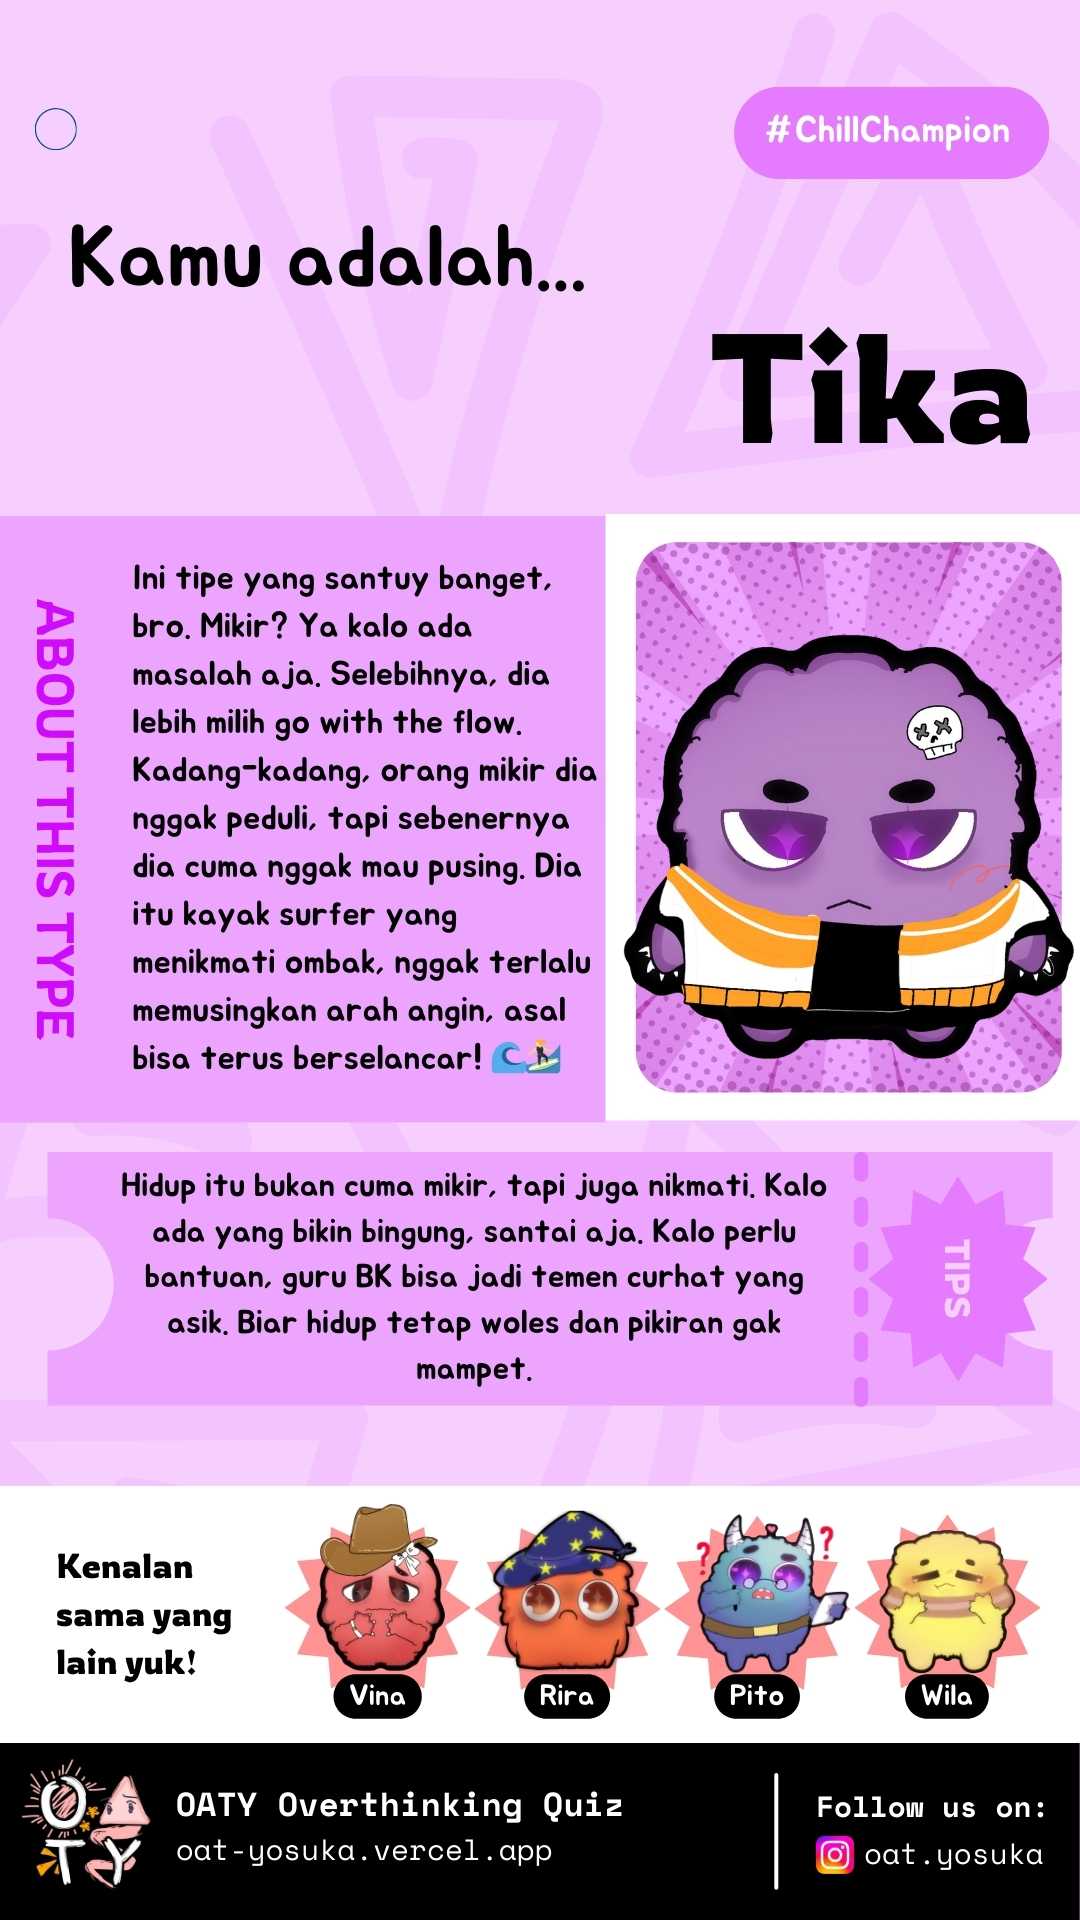 #ChillChampion
Kamu adalah...
Tika
ABOUT THIS TYPE
Ini tipe yang santuy banget,
bro. Mikir? Ya kalo ada
masalah aja. Selebihnya, dia
lebih milih go with the flow.
Kadang-kadang, orang mikir dia
nggak peduli, tapi sebenernya
dia cuma nggak mau pusing. Dia
itu kayak surfer yang
menikmati ombak, nggak terlalu
memusingkan arah angin, asal
bisa terus berselancar! 🌊🏄
Hidup itu bukan cuma mikir, tapi juga nikmati. Kalo
ada yang bikin bingung, santai aja. Kalo perlu
bantuan, guru BK bisa jadi temen curhat yang
asik. Biar hidup tetap woles dan pikiran gak
mampet.
TIPS
Kenalan
sama yang
lain yuk!
? ?
Vina
Rira
Pito
Wila
OATY
OATY Overthinking Quiz
oat-yosuka.vercel.app
Follow us on:
oat.yosuka